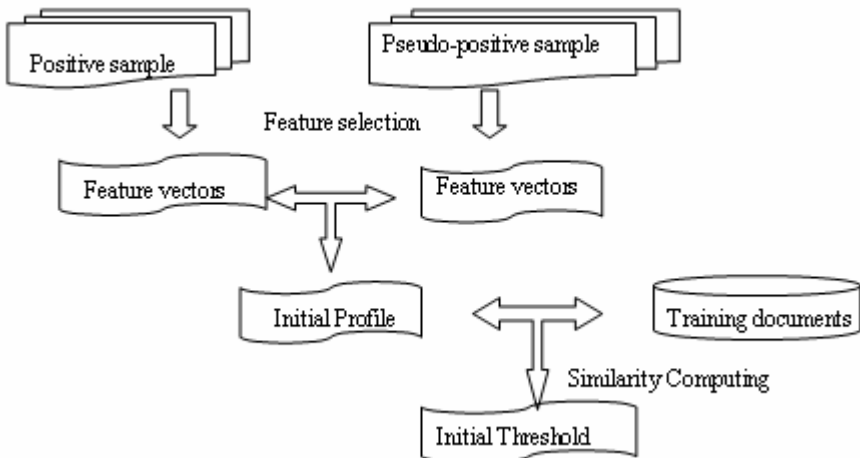 Positive sample
Pseudo-positive sample
Feature selection
Feature vectors
Feature vectors
Initial Profile
Training documents
Similarity Computing
Initial Threshold